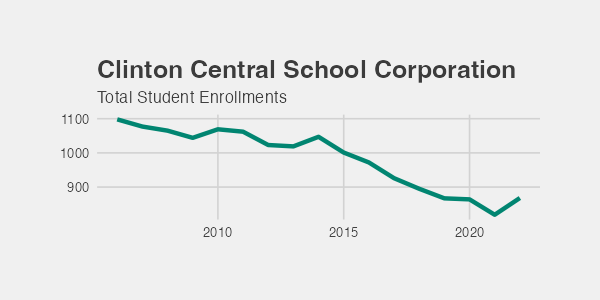 Clinton Central School Corporation
Total Student Enrollments
1100
1000
900
2010 2015 2020